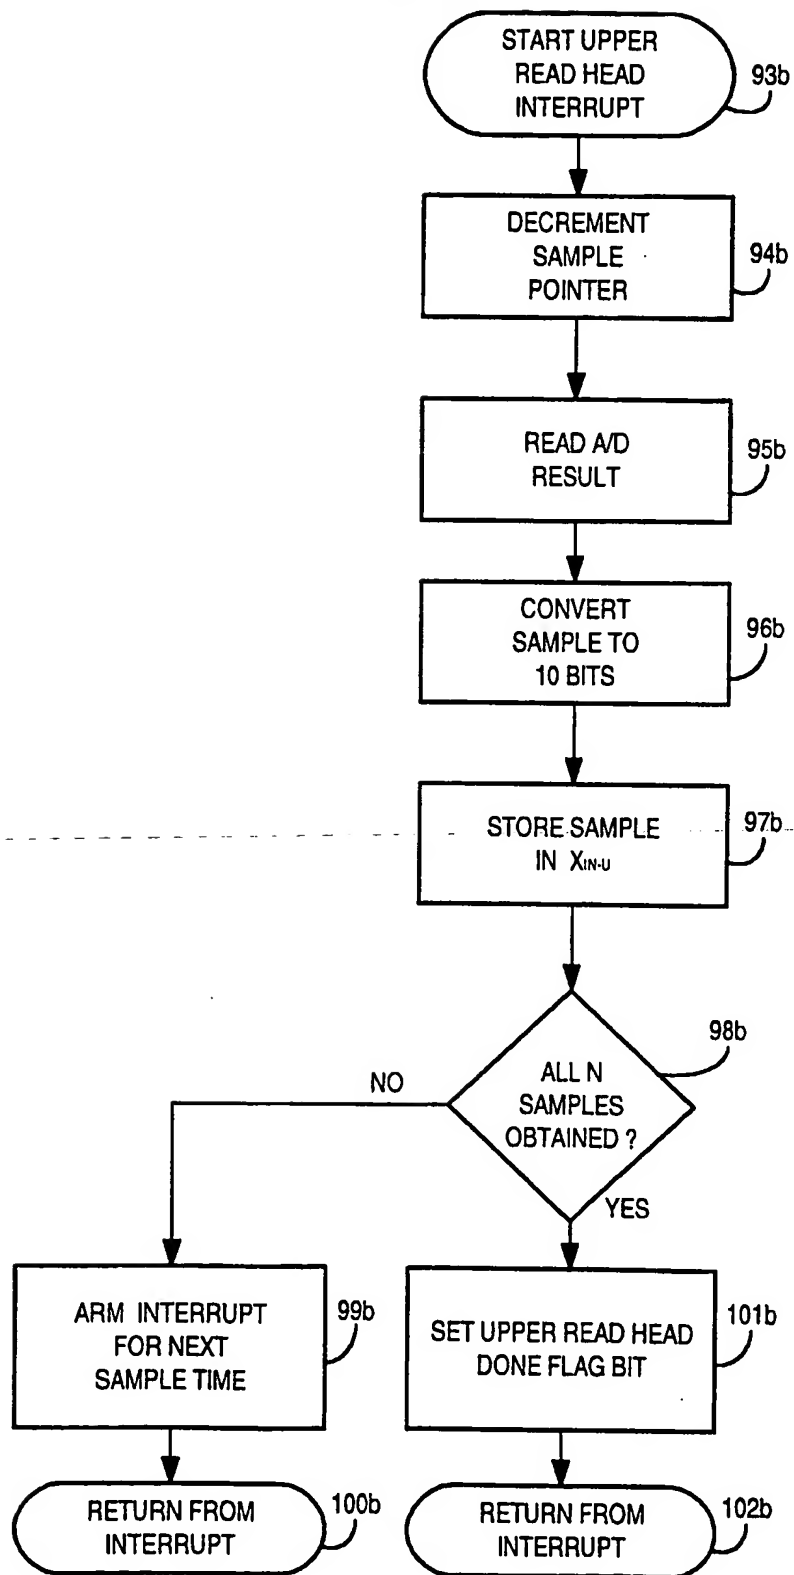 START UPPER
READ HEAD
INTERRUPT
93b
DECREMENT
SAMPLE
POINTER
94b
READ A/D
RESULT
95b
CONVERT
SAMPLE TO
10 BITS
96b
STORE SAMPLE
IN XIN-U
97b
ALL N
SAMPLES
OBTAINED ?
98b
NO
YES
ARM INTERRUPT
FOR NEXT
SAMPLE TIME
99b
SET UPPER READ HEAD
DONE FLAG BIT
101b
RETURN FROM
INTERRUPT
100b
RETURN FROM
INTERRUPT
102b